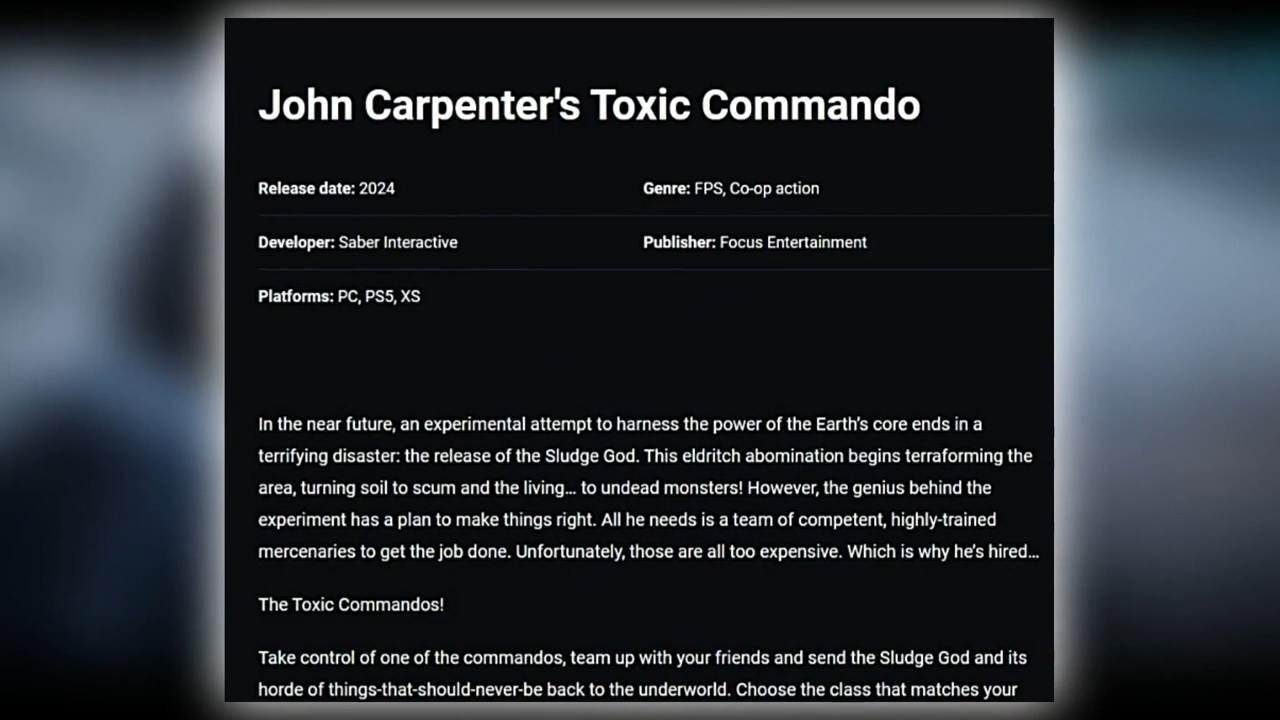 John Carpenter's Toxic Commando
Release date: 2024
Genre: FPS, Co-op action
Developer: Saber Interactive
Publisher: Focus Entertainment
Platforms: PC, PS5, XS
In the near future, an experimental attempt to harness the power of the Earth’s core ends in a
terrifying disaster: the release of the Sludge God. This eldritch abomination begins terraforming the
area, turning soil to scum and the living… to undead monsters! However, the genius behind the
experiment has a plan to make things right. All he needs is a team of competent, highly-trained
mercenaries to get the job done. Unfortunately, those are all too expensive. Which is why he’s hired…
The Toxic Commandos!
Take control of one of the commandos, team up with your friends and send the Sludge God and its
horde of things-that-should-never-be back to the underworld. Choose the class that matches your